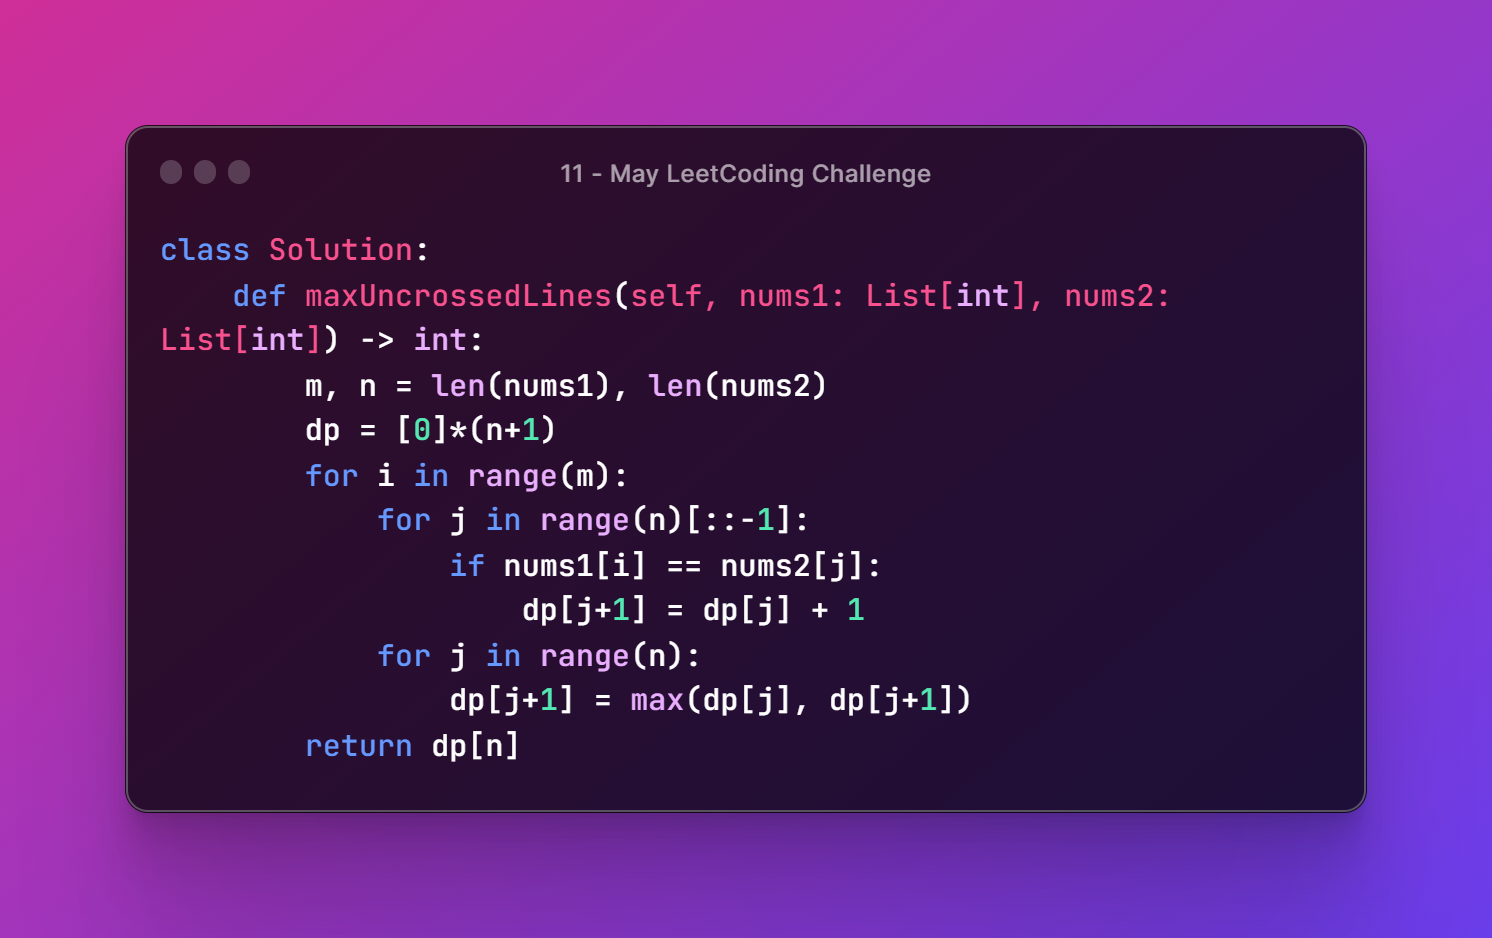 11 - May LeetCoding Challenge
class Solution:
    def maxUncrossedLines(self, nums1: List[int], nums2:
List[int]) -> int:
        m, n = len(nums1), len(nums2)
        dp = [0]*(n+1)
        for i in range(m):
            for j in range(n)[::-1]:
                if nums1[i] == nums2[j]:
                    dp[j+1] = dp[j] + 1
            for j in range(n):
                dp[j+1] = max(dp[j], dp[j+1])
        return dp[n]